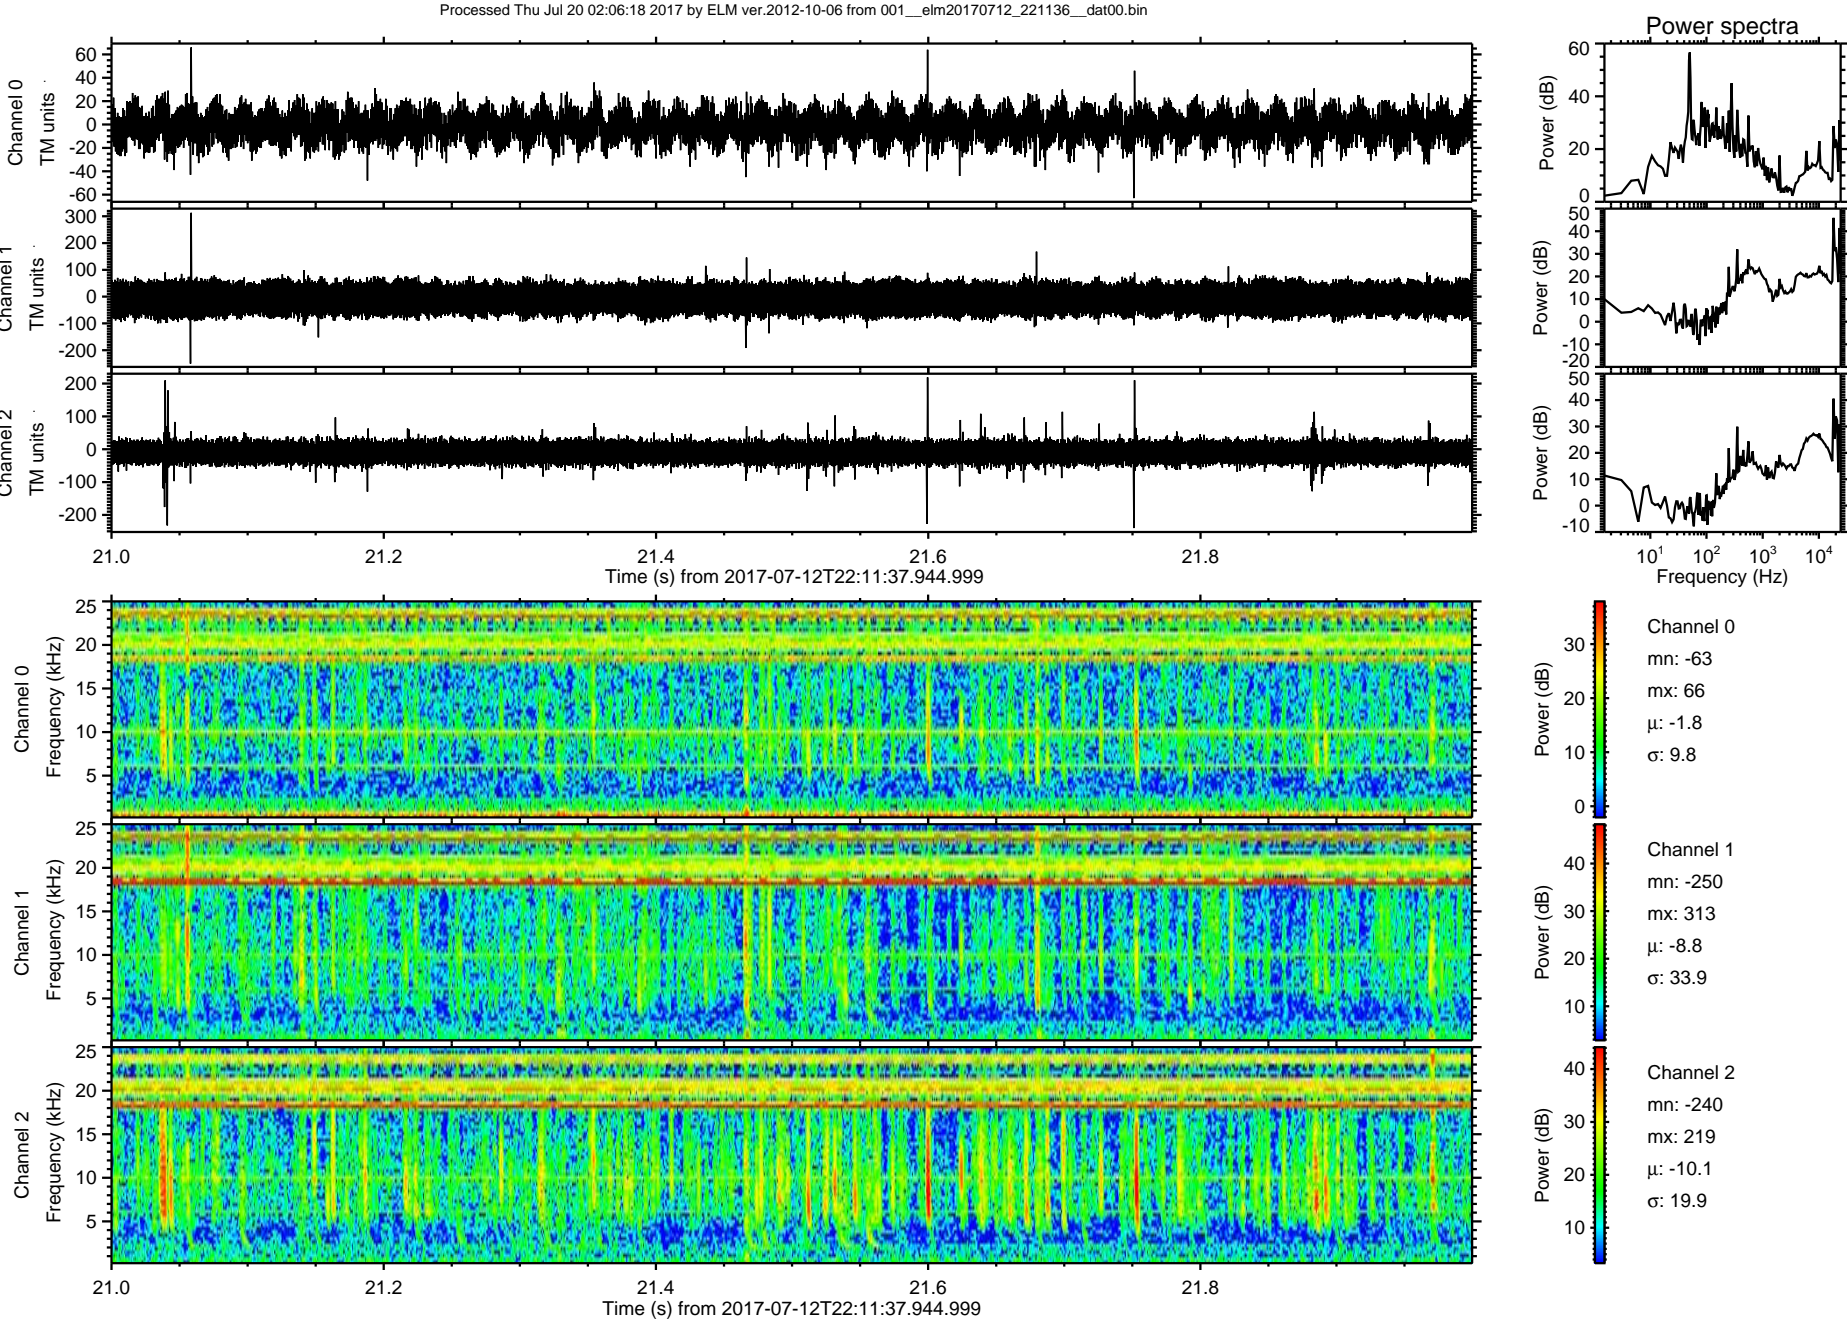 Processed Thu Jul 20 02:06:18 2017 by ELM ver.2012-10-06 from 001__elm20170712_221136__dat00.bin
Power spectra
Channel 0
TM units
60
40
20
0
-20
-40
-60
Power (dB)
60
40
20
0
Channel 1
TM units
300
200
100
0
-100
-200
Power (dB)
50
40
30
20
10
0
-10
-20
Channel 2
TM units
200
100
0
-100
-200
Power (dB)
50
40
30
20
10
0
-10
21.0 21.2 21.4 21.6 21.8
Time (s) from 2017-07-12T22:11:37.944.999
10¹ 10² 10³ 10⁴
Frequency (Hz)
Channel 0
Frequency (kHz)
25
20
15
10
5
Power (dB)
30
20
10
0
Channel 0
mn: -63
mx: 66
μ: -1.8
σ: 9.8
Channel 1
Frequency (kHz)
25
20
15
10
5
Power (dB)
40
30
20
10
Channel 1
mn: -250
mx: 313
μ: -8.8
σ: 33.9
Channel 2
Frequency (kHz)
25
20
15
10
5
Power (dB)
40
30
20
10
Channel 2
mn: -240
mx: 219
μ: -10.1
σ: 19.9
21.0 21.2 21.4 21.6 21.8
Time (s) from 2017-07-12T22:11:37.944.999